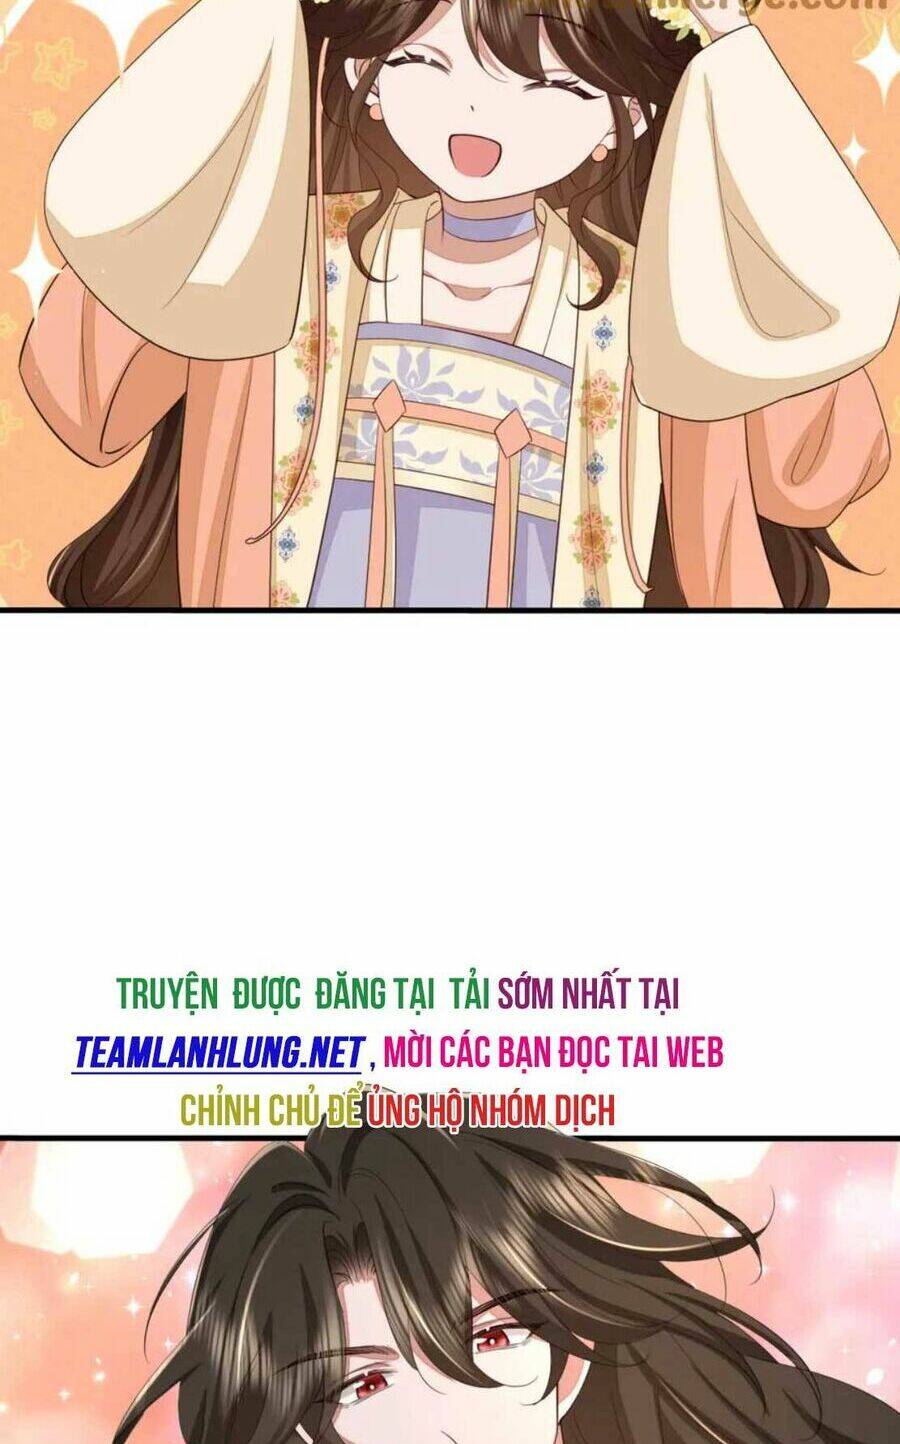 TRUYỆN ĐƯỢC ĐĂNG TẠI TẢI SỚM NHẤT TẠI
TEAMLANHLUNG.NET , MỜI CÁC BẠN ĐỌC TAI WEB
CHỈNH CHỦ ĐỂ ỦNG HỘ NHÓM DỊCH